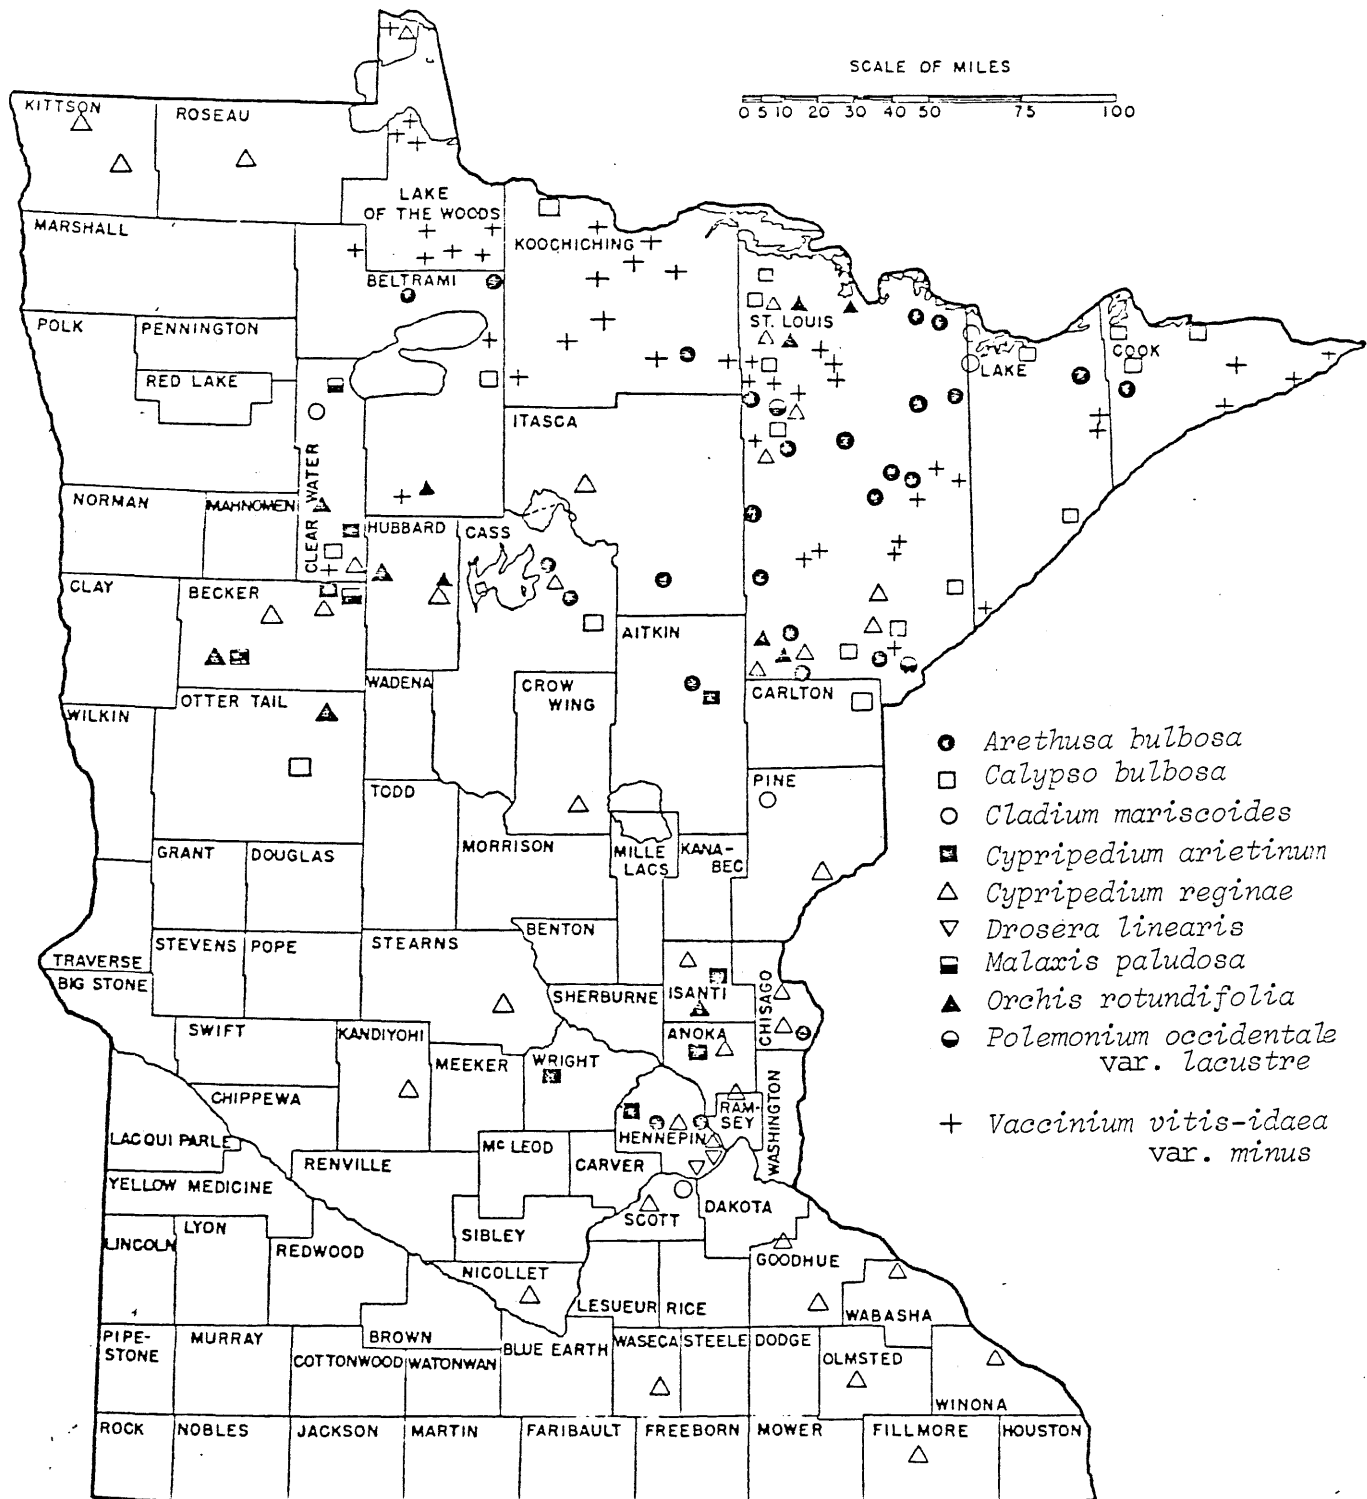 SCALE OF MILES
0 5 10 20 30 40 50 75 100
KITTSON
ROSEAU
LAKE
OF THE WOODS
MARSHALL
KOOCHICHING
BELTRAMI
POLK
PENNINGTON
ST. LOUIS
RED LAKE
LAKE
COOK
ITASCA
CLEAR WATER
NORMAN
MAHNOMEN
HUBBARD
CASS
CLAY
BECKER
AITKIN
WADENA
CROW
WING
CARLTON
OTTER TAIL
WILKIN
PINE
TODD
MORRISON
MILLE
LACS
KANA-
BEC
GRANT
DOUGLAS
BENTON
STEVENS
POPE
STEARNS
TRAVERSE
BIG STONE
SHERBURNE
ISANTI
CHISAGO
SWIFT
KANDIYOHI
ANOKA
MEEKER
WRIGHT
CHIPPEWA
RAM-
SEY
WASHINGTON
LACQUI PARLE
HENNEPIN
MC LEOD
CARVER
RENVILLE
YELLOW MEDICINE
DAKOTA
SCOTT
LYON
SIBLEY
LINCOLN
REDWOOD
GOODHUE
NICOLLET
LESUEUR
RICE
WABASHA
PIPE-
STONE
MURRAY
BROWN
COTTONWOOD
WATONWAN
BLUE EARTH
WASECA
STEELE
DODGE
OLMSTED
WINONA
ROCK
NOBLES
JACKSON
MARTIN
FARIBAULT
FREEBORN
MOWER
FILLMORE
HOUSTON
Arethusa bulbosa
Calypso bulbosa
Cladium mariscoides
Cypripedium arietinum
Cypripedium reginae
Drosera linearis
Malaxis paludosa
Orchis rotundifolia
Polemonium occidentale
var. lacustre
Vaccinium vitis-idaea
var. minus